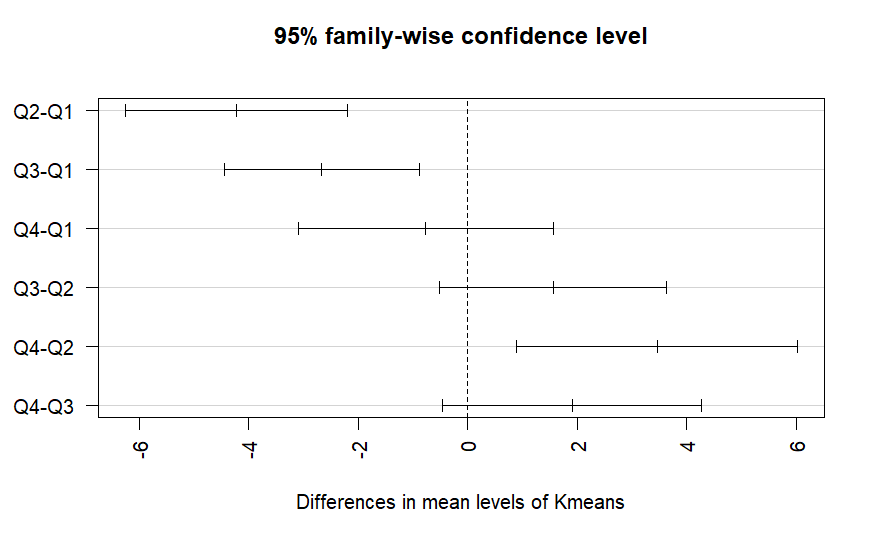 95% family-wise confidence level
Q2-Q1
Q3-Q1
Q4-Q1
Q3-Q2
Q4-Q2
Q4-Q3
-6 -4 -2 0 2 4 6
Differences in mean levels of Kmeans